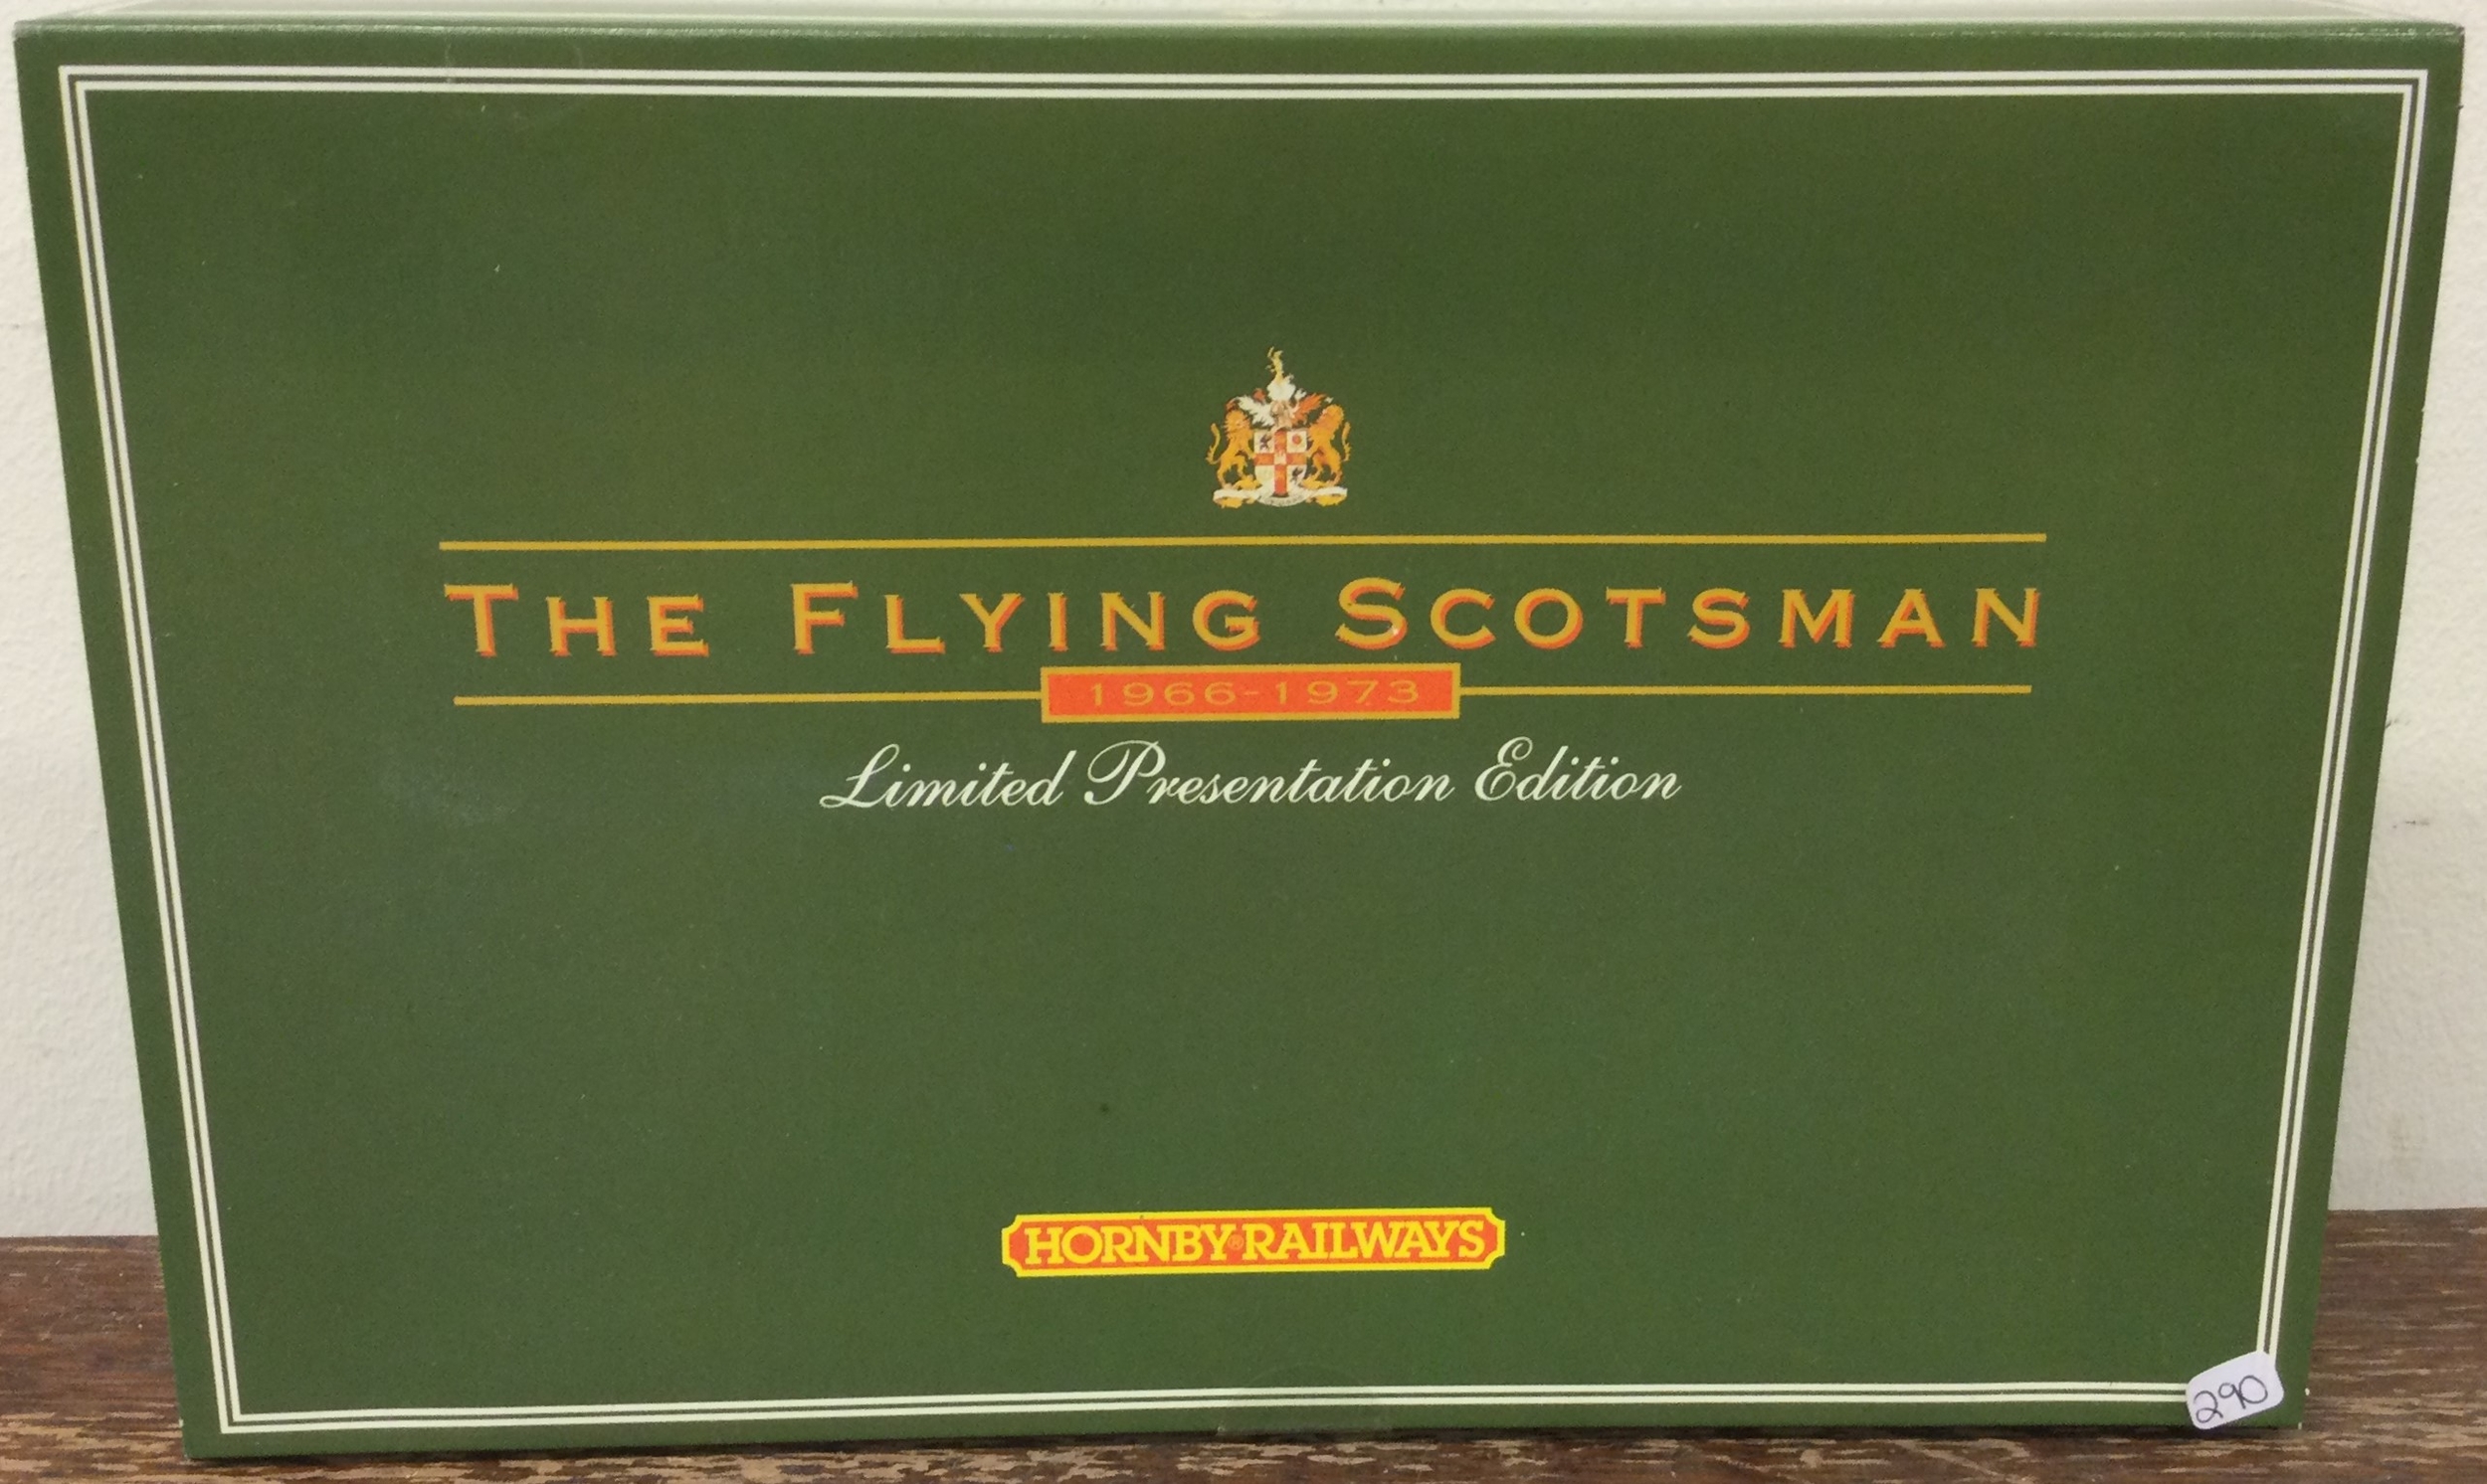 THE FLYING SCOTSMAN
1966-1973
Limited Presentation Edition
HORNBY® RAILWAYS
290